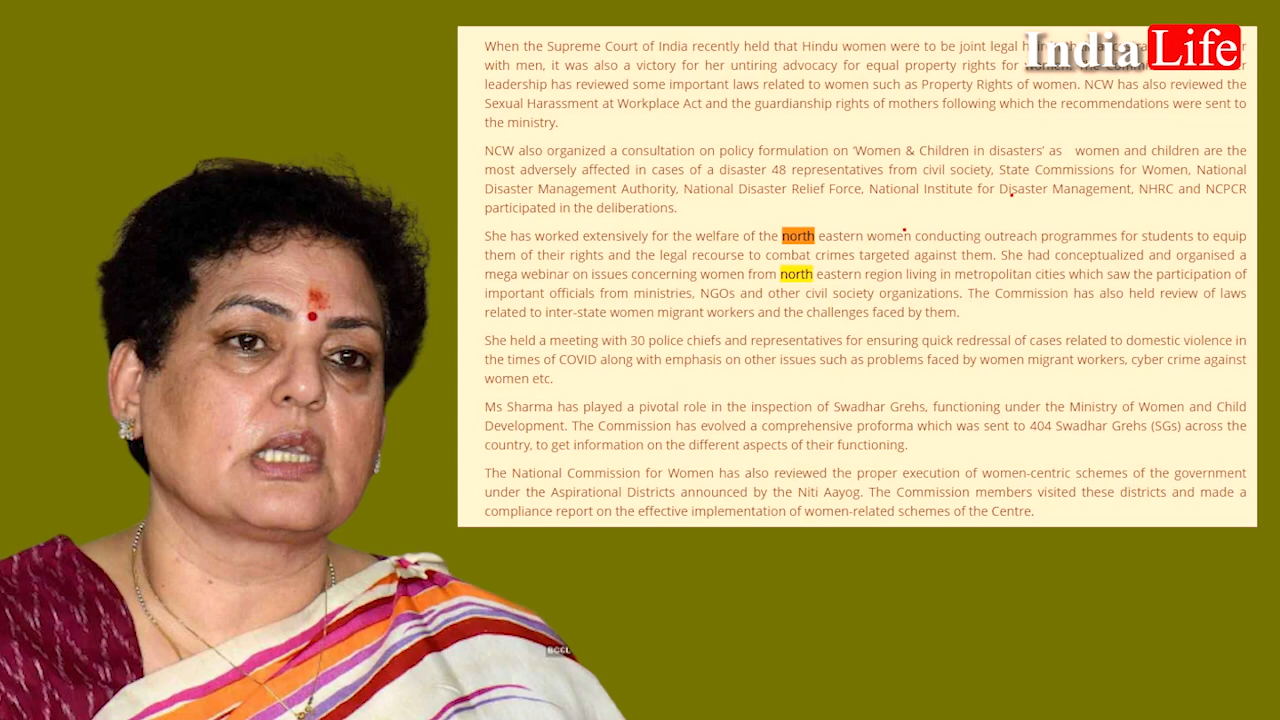 India Life
When the Supreme Court of India recently held that Hindu women were to be joint legal
with men, it was also a victory for her untiring advocacy for equal property rights for
leadership has reviewed some important laws related to women such as Property Rights of women. NCW has also reviewed the
Sexual Harassment at Workplace Act and the guardianship rights of mothers following which the recommendations were sent to
the ministry.
NCW also organized a consultation on policy formulation on ‘Women & Children in disasters’ as women and children are the
most adversely affected in cases of a disaster 48 representatives from civil society, State Commissions for Women, National
Disaster Management Authority, National Disaster Relief Force, National Institute for Disaster Management, NHRC and NCPCR
participated in the deliberations.
She has worked extensively for the welfare of the north eastern women conducting outreach programmes for students to equip
them of their rights and the legal recourse to combat crimes targeted against them. She had conceptualized and organised a
mega webinar on issues concerning women from north eastern region living in metropolitan cities which saw the participation of
important officials from ministries, NGOs and other civil society organizations. The Commission has also held review of laws
related to inter-state women migrant workers and the challenges faced by them.
She held a meeting with 30 police chiefs and representatives for ensuring quick redressal of cases related to domestic violence in
the times of COVID along with emphasis on other issues such as problems faced by women migrant workers, cyber crime against
women etc.
Ms Sharma has played a pivotal role in the inspection of Swadhar Grehs, functioning under the Ministry of Women and Child
Development. The Commission has evolved a comprehensive proforma which was sent to 404 Swadhar Grehs (SGs) across the
country, to get information on the different aspects of their functioning.
The National Commission for Women has also reviewed the proper execution of women-centric schemes of the government
under the Aspirational Districts announced by the Niti Aayog. The Commission members visited these districts and made a
compliance report on the effective implementation of women-related schemes of the Centre.
BCCL